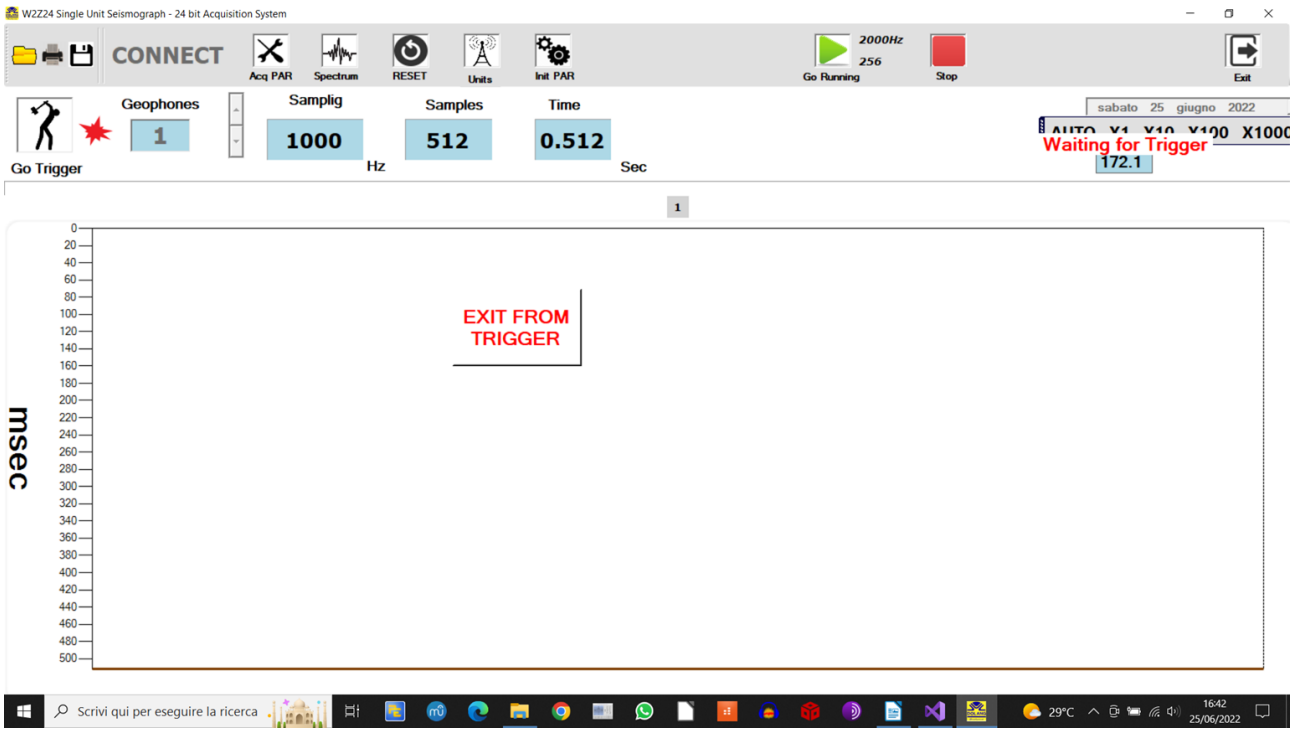 W2Z24 Single Unit Seismograph - 24 bit Acquisition System
CONNECT
Acq PAR
Spectrum
RESET
Units
Init PAR
Go Running
2000Hz
256
Stop
Exit
Go Trigger
Geophones
1
Samplig
1000
Hz
Samples
512
Time
0.512
Sec
sabato 25 giugno 2022
AUTO X1 X10 X100 X1000
Waiting for Trigger
172.1
1
0
20
40
60
80
100
120
140
160
180
200
220
240
260
280
300
320
340
360
380
400
420
440
460
480
500
msec
EXIT FROM
TRIGGER
Scrivi qui per eseguire la ricerca
29°C
16:42
25/06/2022